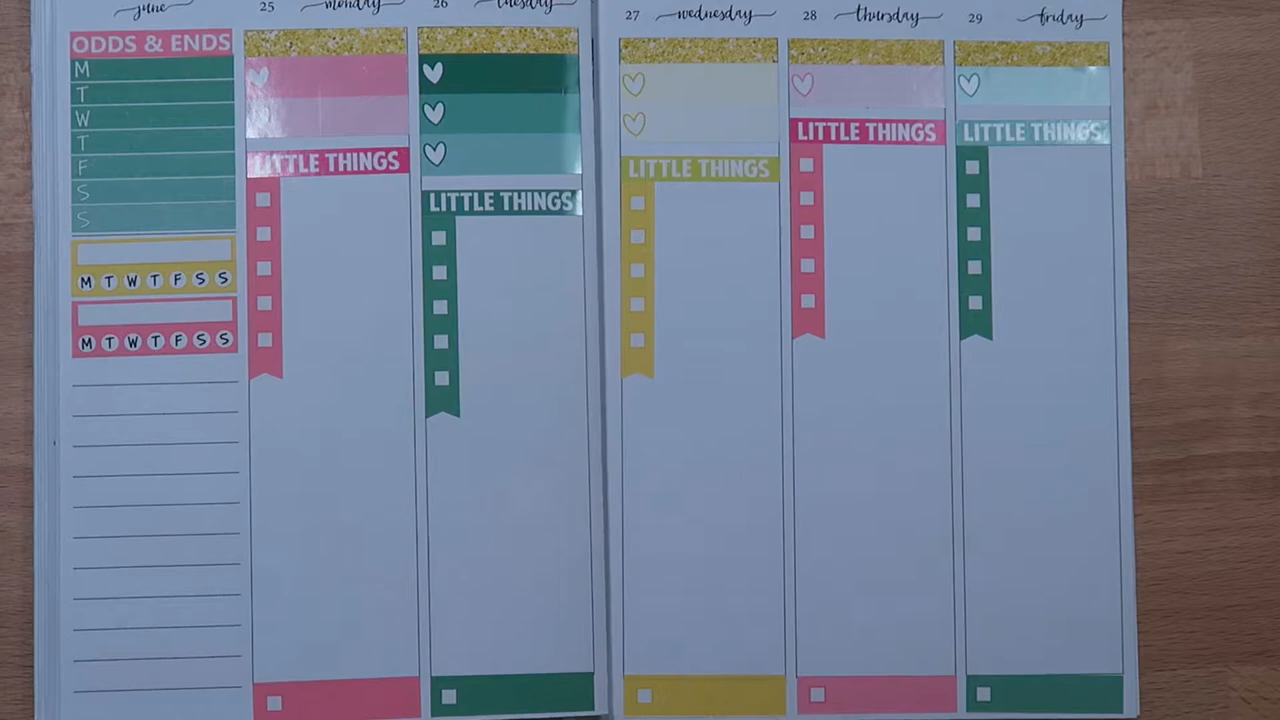 june
25 monday
26 tuesday
27 wednesday
28 thursday
29 friday
ODDS & ENDS
M
T
W
T
F
S
S
M T W T F S S
M T W T F S S
LITTLE THINGS
LITTLE THINGS
LITTLE THINGS
LITTLE THINGS
LITTLE THINGS